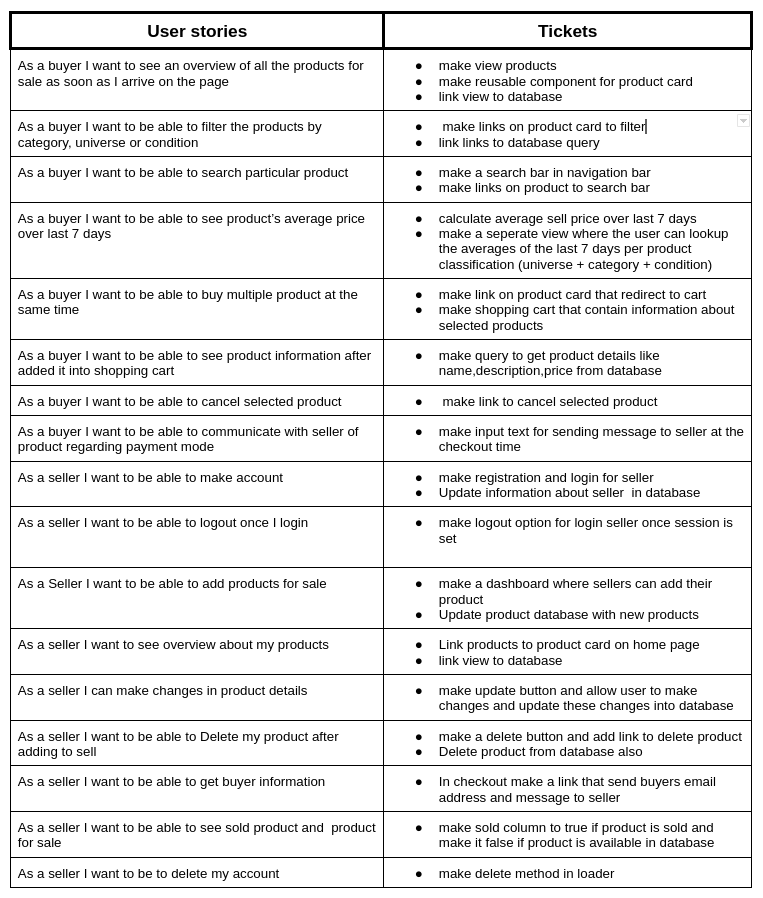 User stories
Tickets
As a buyer I want to see an overview of all the products for
sale as soon as I arrive on the page
● make view products
● make reusable component for product card
● link view to database
As a buyer I want to be able to filter the products by
category, universe or condition
● make links on product card to filter
● link links to database query
As a buyer I want to be able to search particular product
● make a search bar in navigation bar
● make links on product to search bar
As a buyer I want to be able to see product's average price
over last 7 days
● calculate average sell price over last 7 days
● make a seperate view where the user can lookup
the averages of the last 7 days per product
classification (universe + category + condition)
As a buyer I want to be able to buy multiple product at the
same time
● make link on product card that redirect to cart
● make shopping cart that contain information about
selected products
As a buyer I want to be able to see product information after
added it into shopping cart
● make query to get product details like
name,description,price from database
As a buyer I want to be able to cancel selected product
● make link to cancel selected product
As a buyer I want to be able to communicate with seller of
product regarding payment mode
● make input text for sending message to seller at the
checkout time
As a seller I want to be able to make account
● make registration and login for seller
● Update information about seller  in database
As a seller I want to be able to logout once I login
● make logout option for login seller once session is
set
As a Seller I want to be able to add products for sale
● make a dashboard where sellers can add their
product
● Update product database with new products
As a seller I want to see overview about my products
● Link products to product card on home page
● link view to database
As a seller I can make changes in product details
● make update button and allow user to make
changes and update these changes into database
As a seller I want to be able to Delete my product after
adding to sell
● make a delete button and add link to delete product
● Delete product from database also
As a seller I want to be able to get buyer information
● In checkout make a link that send buyers email
address and message to seller
As a seller I want to be able to see sold product and  product
for sale
● make sold column to true if product is sold and
make it false if product is available in database
As a seller I want to be to delete my account
● make delete method in loader